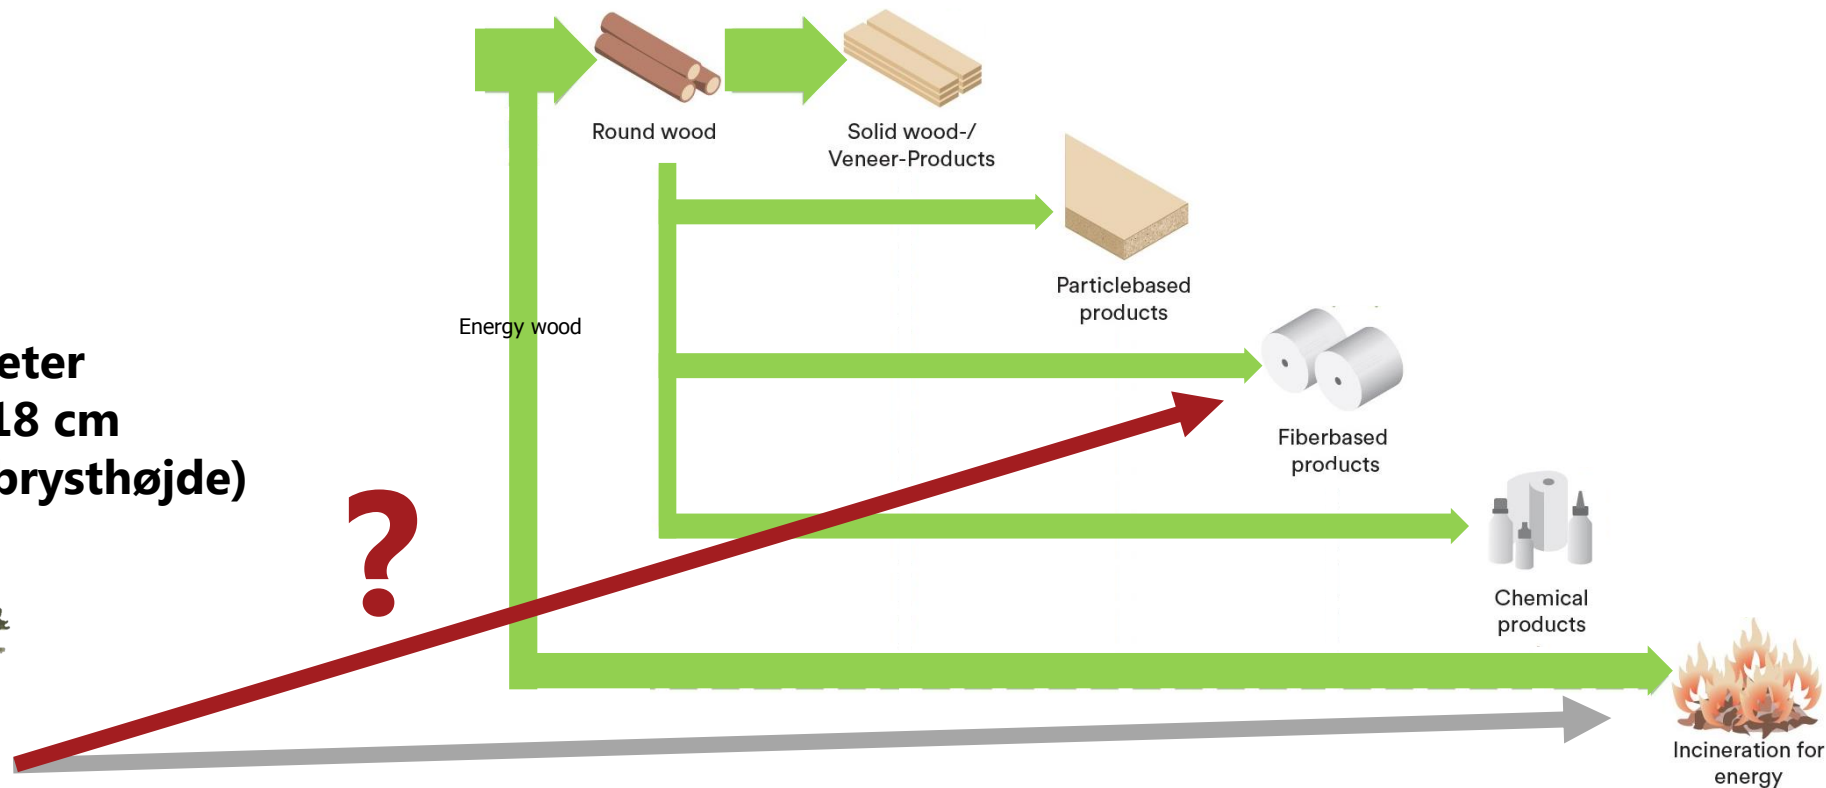 Round wood
Solid wood-/
Veneer-Products
Particlebased
products
Energy wood
eter
18 cm
brysthøjde)
?
Fiberbased
products
Chemical
products
Incineration for
energy